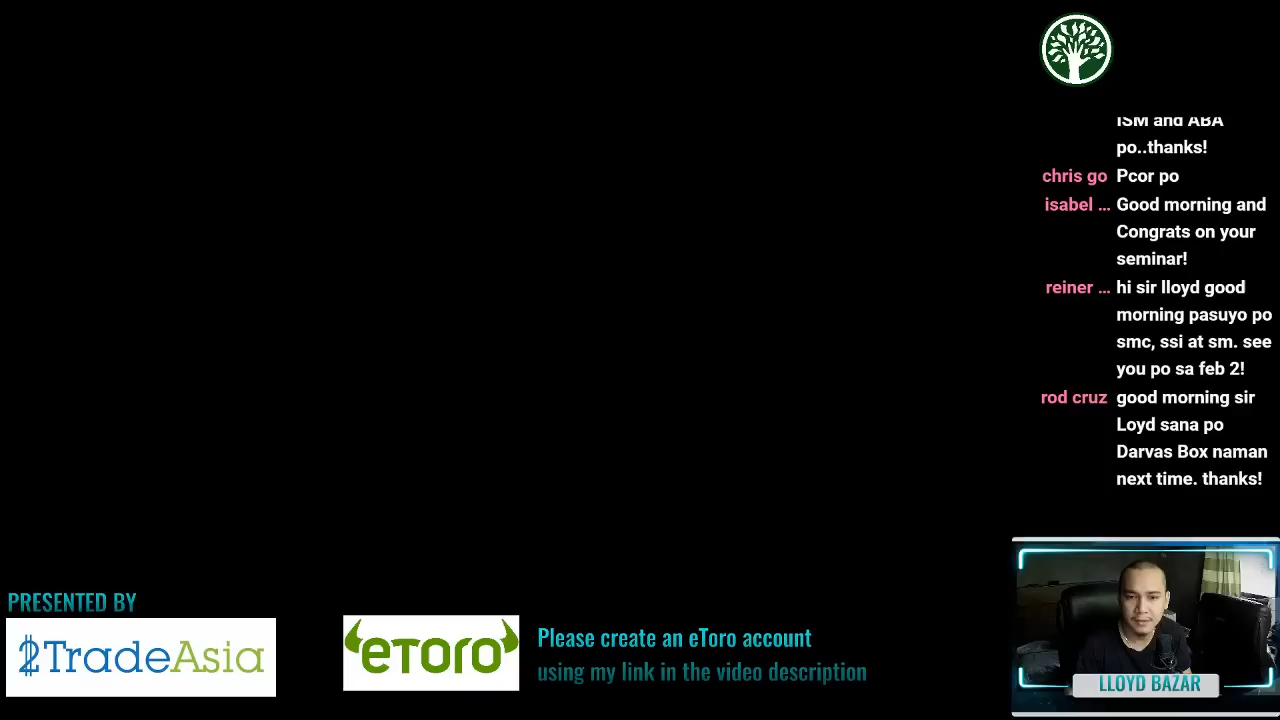 ISM and ABA
po..thanks!
chris go Pcor po
isabel ... Good morning and
Congrats on your
seminar!
reiner ... hi sir lloyd good
morning pasuyo po
smc, ssi at sm. see
you po sa feb 2!
rod cruz good morning sir
Loyd sana po
Darvas Box naman
next time. thanks!
PRESENTED BY
2TradeAsia
eToro
Please create an eToro account
using my link in the video description
LLOYD BAZAR